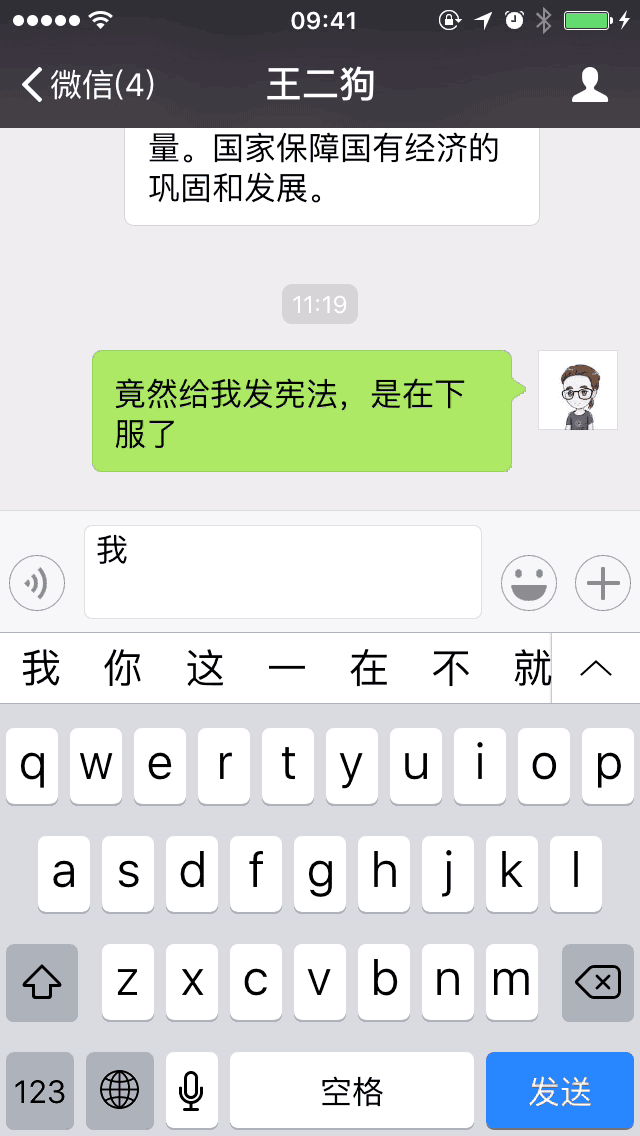 09:41
微信(4)
王二狗
量。国家保障国有经济的
巩固和发展。
11:19
竟然给我发宪法，是在下
服了
我
我 你 这 一 在 不 就
q w e r t y u i o p
a s d f g h j k l
z x c v b n m
123 空格 发送